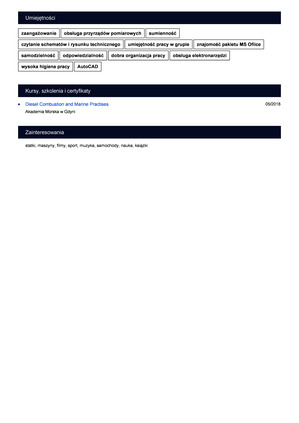 Umiejętności
zaangażowanie obsługa przyrządów pomiarowych sumienność
czytanie schematów i rysunku technicznego umiejętność pracy w grupie znajomość pakietu MS Office
samodzielność odpowiedzialność dobra organizacja pracy obsługa elektronarzędzi
wysoka higiena pracy AutoCAD
Kursy, szkolenia i certyfikaty
Diesel Combustion and Marine Practises 05/2018
Akademia Morska w Gdyni
Zainteresowania
statki, maszyny, filmy, sport, muzyka, samochody, nauka, książki